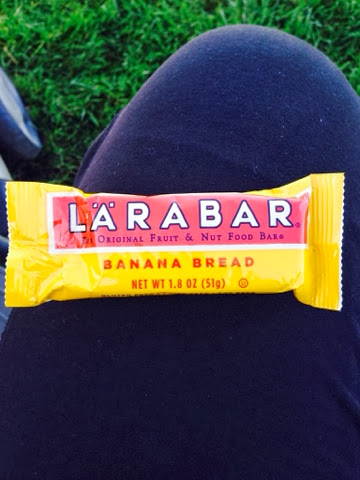 LÄRABAR®
Original Fruit & Nut Food Bar®
BANANA BREAD
NET WT 1.8 OZ (51g) Ⓤ